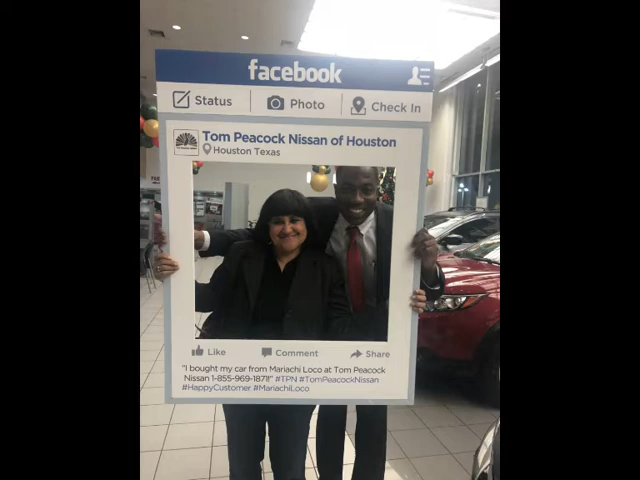 facebook
Status
Photo
Check In
Tom Peacock Nissan of Houston
Houston Texas
Like
Comment
Share
"I bought my car from Mariachi Loco at Tom Peacock
Nissan 1-855-969-1871!!" #TPN #TomPeacockNissan
#HappyCustomer #MariachiLoco